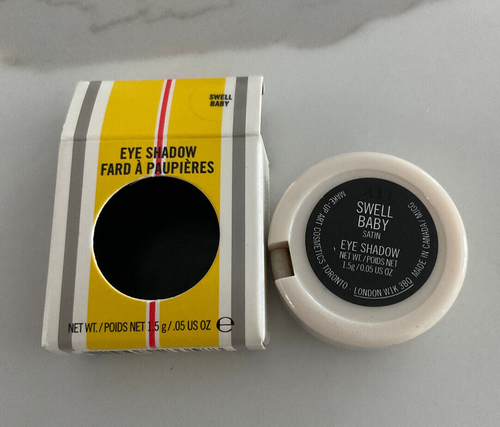 SWELL
BABY
EYE SHADOW
FARD À PAUPIÈRES
NET WT. / POIDS NET 1.5 g / .05 US OZ e
SWELL
BABY
SATIN
EYE SHADOW
NET WT./POIDS NET
1.5g/0.05 US OZ
MAKE-UP ART COSMETICS TORONTO · LONDON W1K 3BQ MADE IN CANADA/